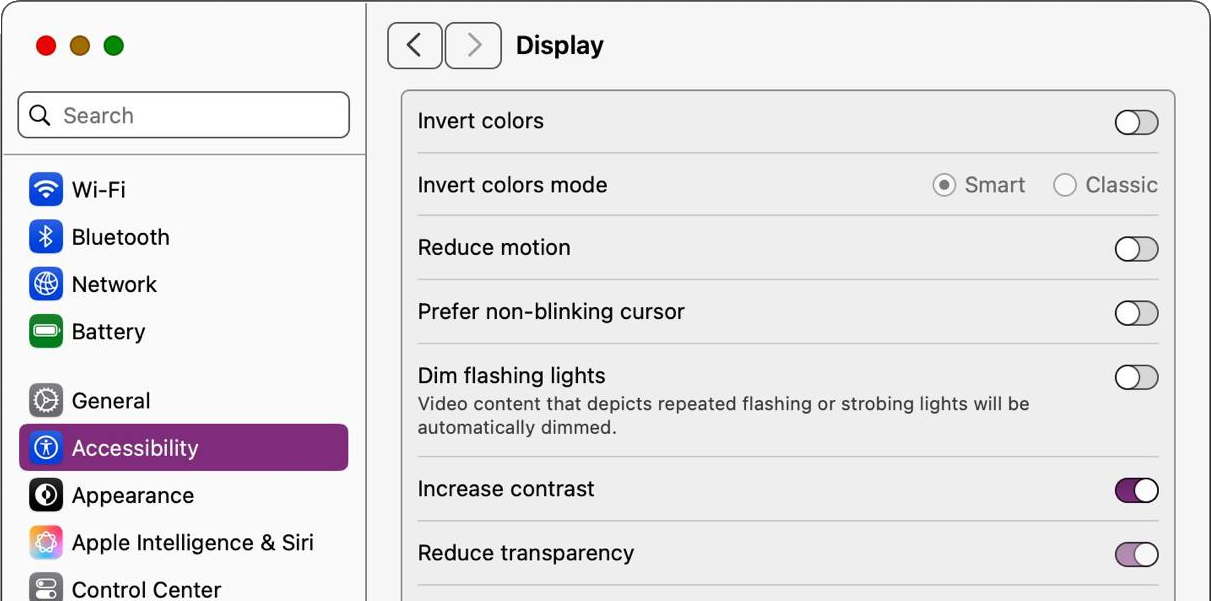 Display
Search
Wi-Fi
Bluetooth
Network
Battery
General
Accessibility
Appearance
Apple Intelligence & Siri
Control Center
Invert colors
Invert colors mode Smart Classic
Reduce motion
Prefer non-blinking cursor
Dim flashing lights
Video content that depicts repeated flashing or strobing lights will be
automatically dimmed.
Increase contrast
Reduce transparency